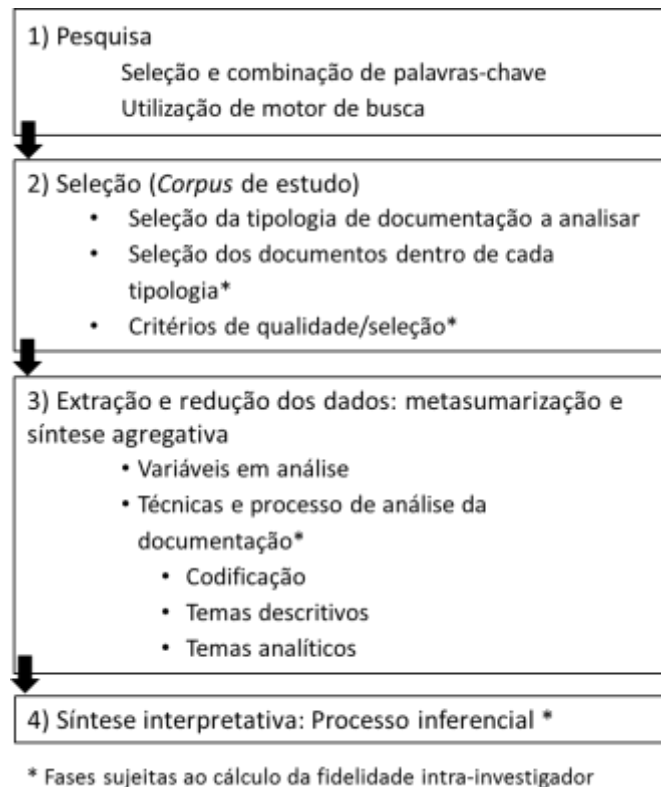 1) Pesquisa
Seleção e combinação de palavras-chave
Utilização de motor de busca
2) Seleção (Corpus de estudo)
• Seleção da tipologia de documentação a analisar
• Seleção dos documentos dentro de cada
tipologia*
• Critérios de qualidade/seleção*
3) Extração e redução dos dados: metasumarização e
síntese agregativa
• Variáveis em análise
• Técnicas e processo de análise da
documentação*
• Codificação
• Temas descritivos
• Temas analíticos
4) Síntese interpretativa: Processo inferencial *
* Fases sujeitas ao cálculo da fidelidade intra-investigador